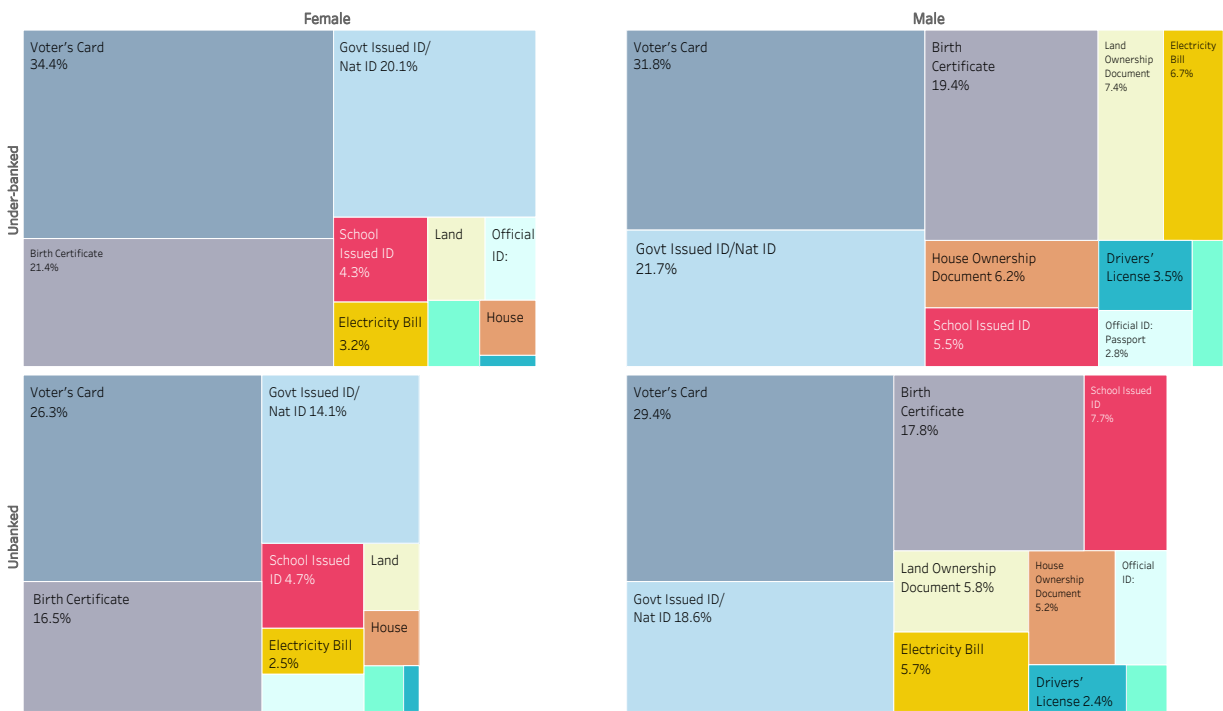 Female
Male
Under-banked
Voter's Card
34.4%
Govt Issued ID/
Nat ID 20.1%
Birth Certificate
21.4%
School
Issued ID
4.3%
Land
Official
ID:
Electricity Bill
3.2%
House
Voter's Card
31.8%
Birth
Certificate
19.4%
Land
Ownership
Document
7.4%
Electricity
Bill
6.7%
Govt Issued ID/Nat ID
21.7%
House Ownership
Document 6.2%
Drivers'
License 3.5%
School Issued ID
5.5%
Official ID:
Passport
2.8%
Unbanked
Voter's Card
26.3%
Govt Issued ID/
Nat ID 14.1%
Birth Certificate
16.5%
School Issued
ID 4.7%
Land
House
Electricity Bill
2.5%
Voter's Card
29.4%
Birth
Certificate
17.8%
School Issued
ID
7.7%
Govt Issued ID/
Nat ID 18.6%
Land Ownership
Document 5.8%
House
Ownership
Document
5.2%
Official
ID:
Electricity Bill
5.7%
Drivers'
License 2.4%